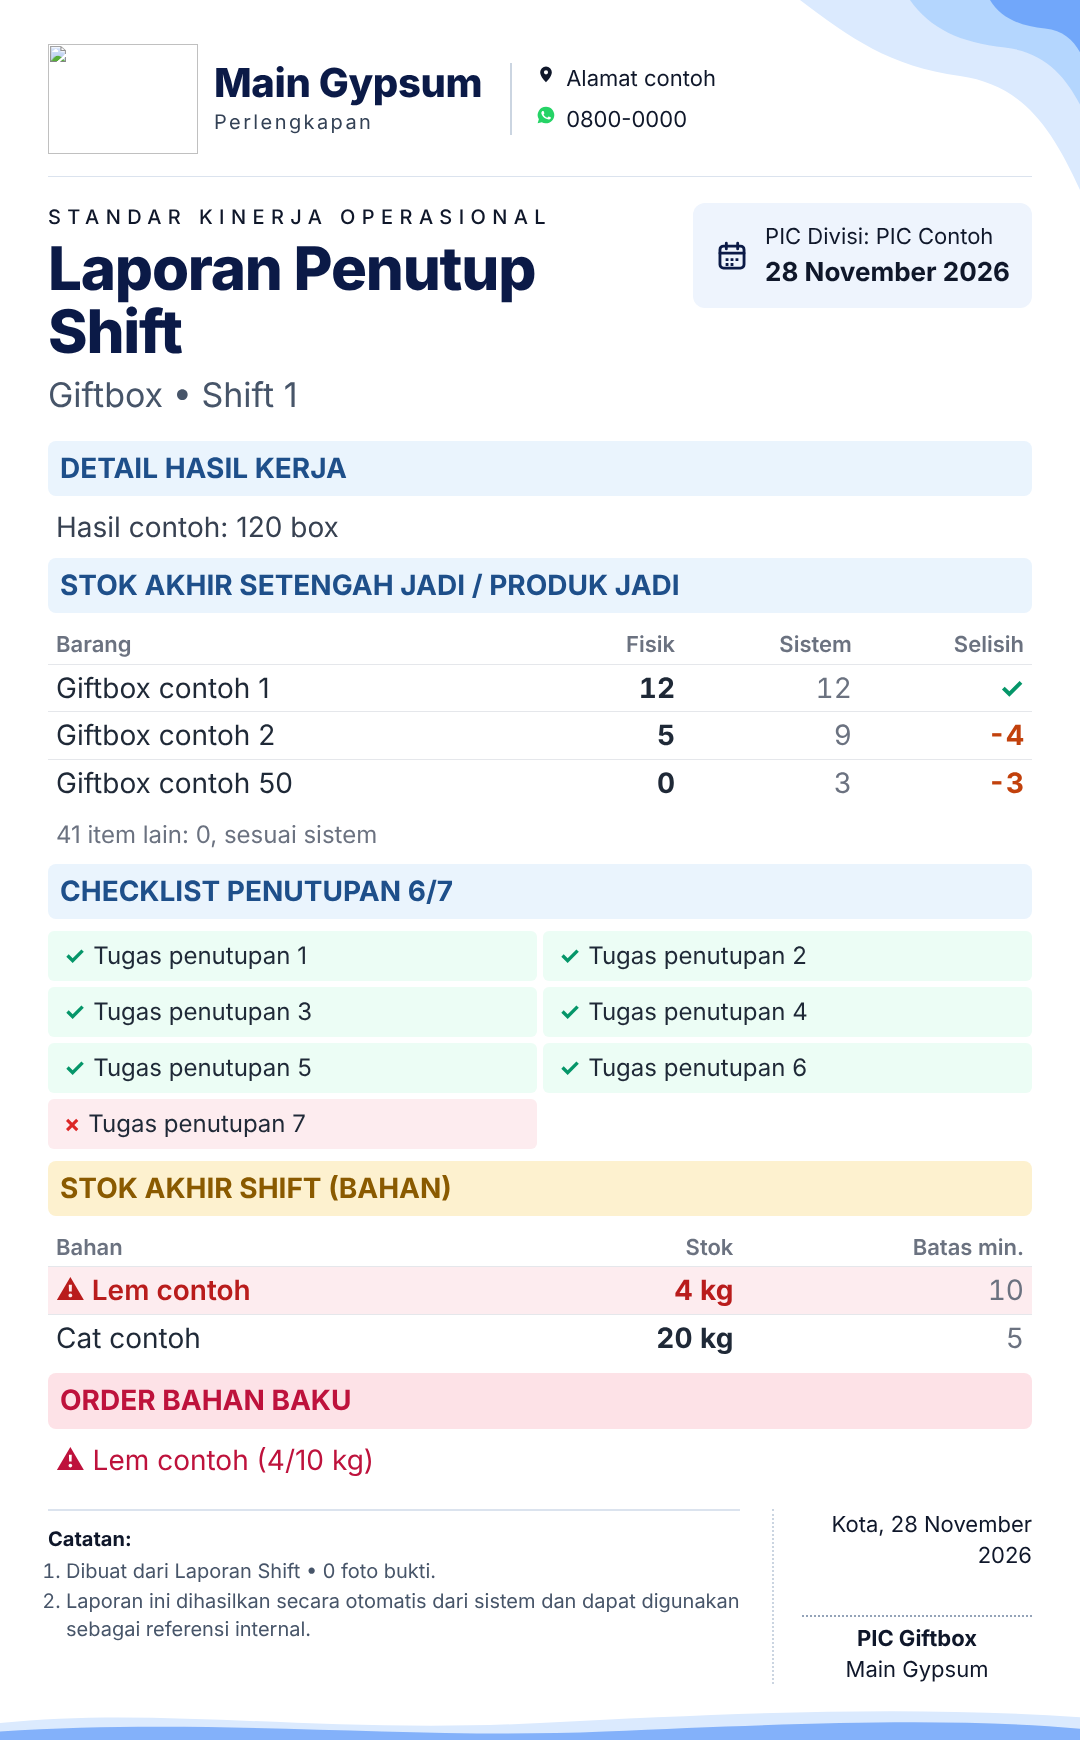 Main Gypsum
Perlengkapan
Alamat contoh
0800-0000
STANDAR KINERJA OPERASIONAL
Laporan Penutup
Shift
Giftbox • Shift 1
PIC Divisi: PIC Contoh
28 November 2026
DETAIL HASIL KERJA
Hasil contoh: 120 box
STOK AKHIR SETENGAH JADI / PRODUK JADI
Barang Fisik Sistem Selisih
Giftbox contoh 1 12 12 ✓
Giftbox contoh 2 5 9 -4
Giftbox contoh 50 0 3 -3
41 item lain: 0, sesuai sistem
CHECKLIST PENUTUPAN 6/7
✓ Tugas penutupan 1 ✓ Tugas penutupan 2
✓ Tugas penutupan 3 ✓ Tugas penutupan 4
✓ Tugas penutupan 5 ✓ Tugas penutupan 6
× Tugas penutupan 7
STOK AKHIR SHIFT (BAHAN)
Bahan Stok Batas min.
⚠ Lem contoh 4 kg 10
Cat contoh 20 kg 5
ORDER BAHAN BAKU
⚠ Lem contoh (4/10 kg)
Catatan:
1. Dibuat dari Laporan Shift • 0 foto bukti.
2. Laporan ini dihasilkan secara otomatis dari sistem dan dapat digunakan
sebagai referensi internal.
Kota, 28 November
2026
PIC Giftbox
Main Gypsum